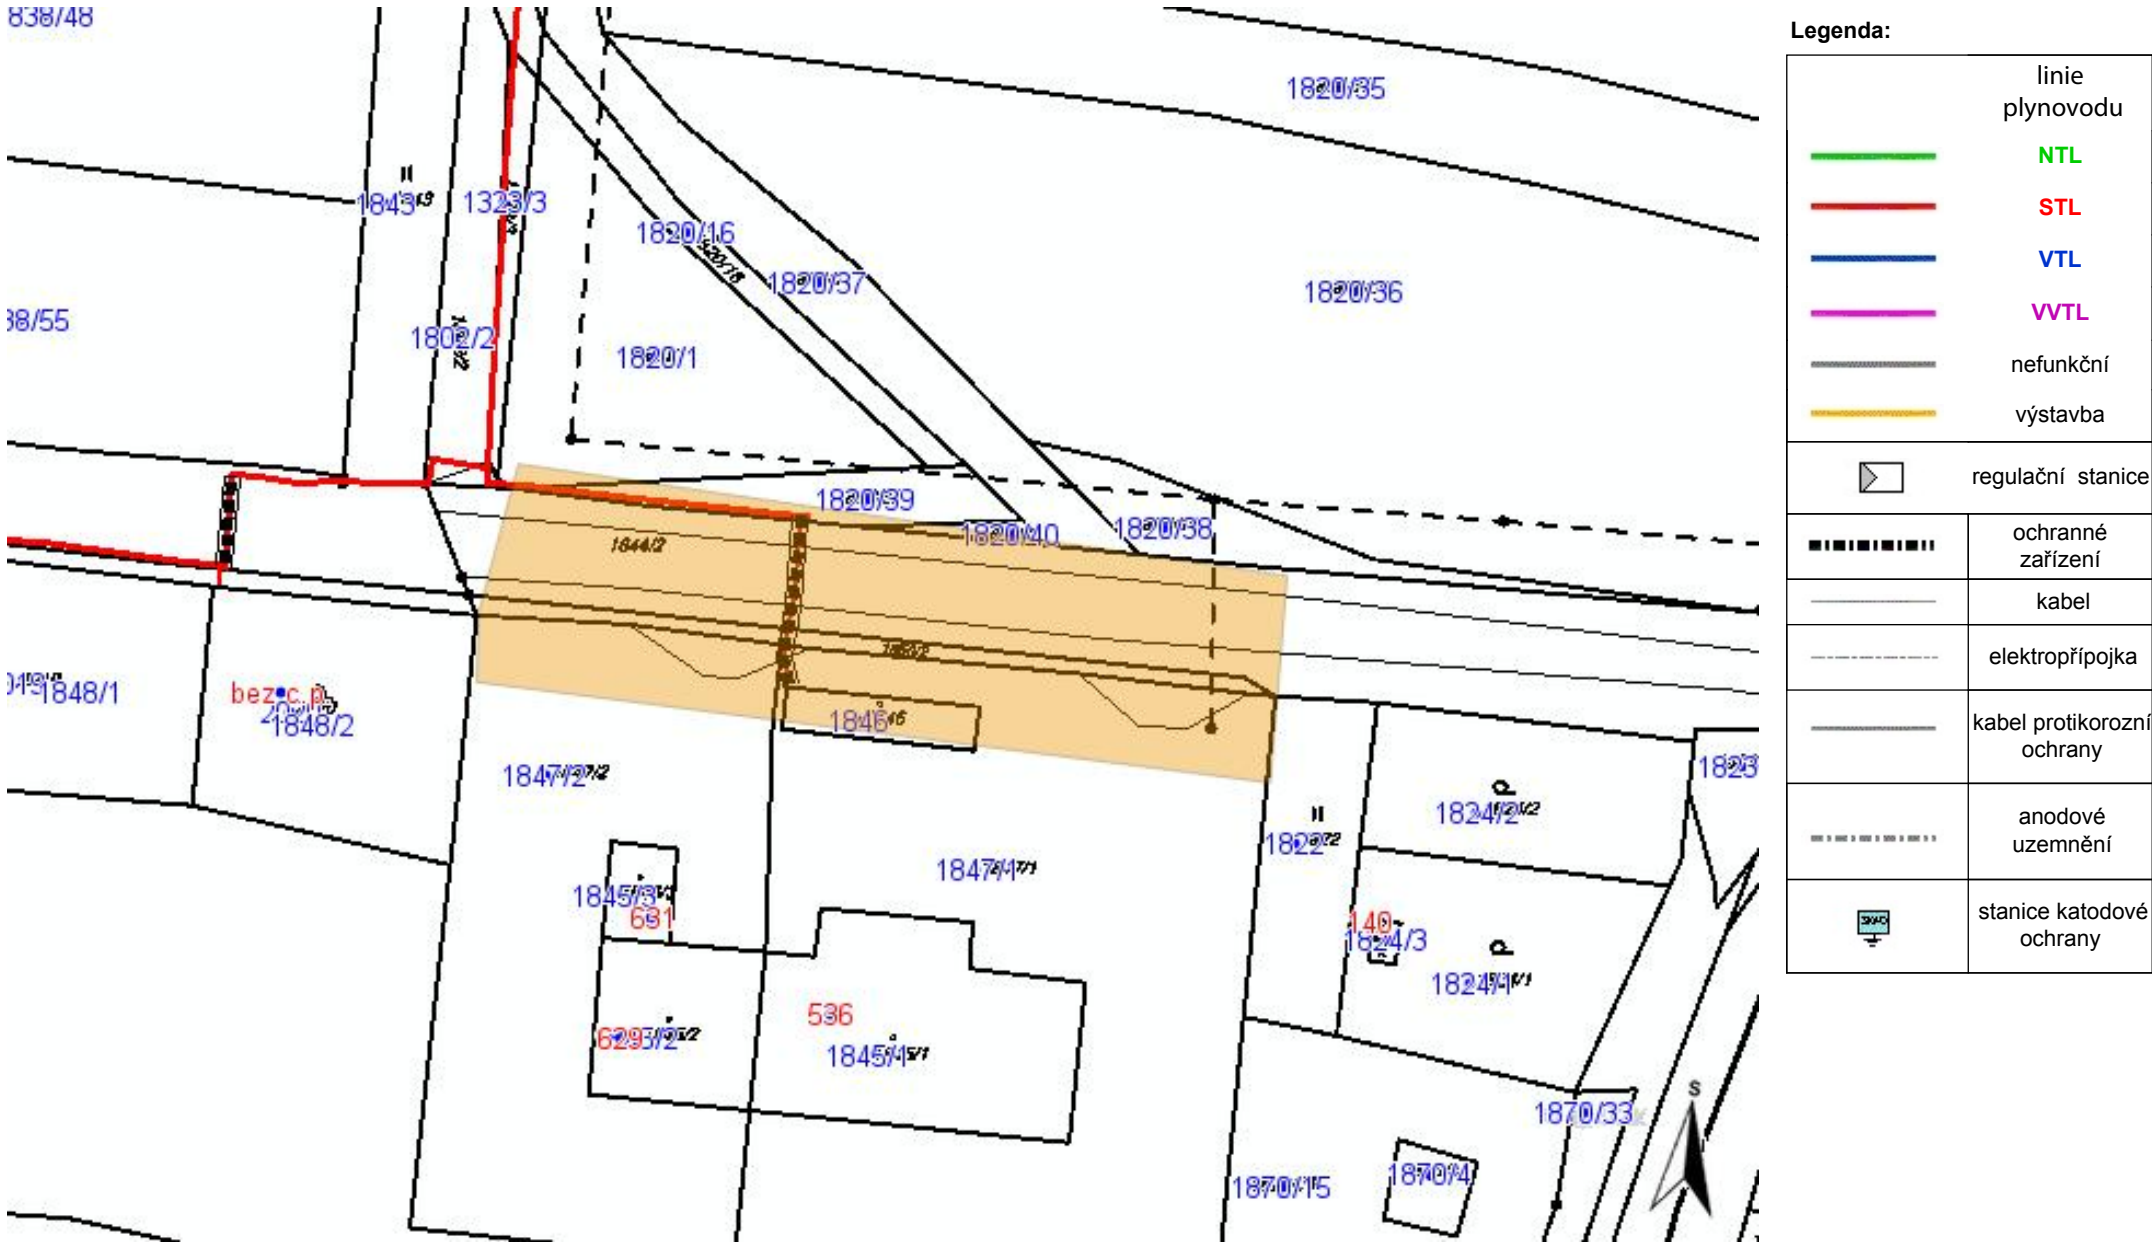 838/48
Legenda:
linie
plynovodu
1820/35
NTL
1843
1323/3
STL
1820/16
VTL
1820/37
1820/36
VVTL
38/55
1802/2
1820/1
nefunkční
výstavba
regulační stanice
1820/39
1820/40
1820/38
1844/2
ochranné
zařízení
kabel
elektropřípojka
1848/1
bez c.p.
1848/2
1846
kabel protikorozní
ochrany
1847/2
1823
1824/2
1822
anodové
uzemnění
1847/1
1845/3
631
140
1824/3
stanice katodové
ochrany
1824/1
536
629
1845/1
S
1870/33
1870/15
1870/4